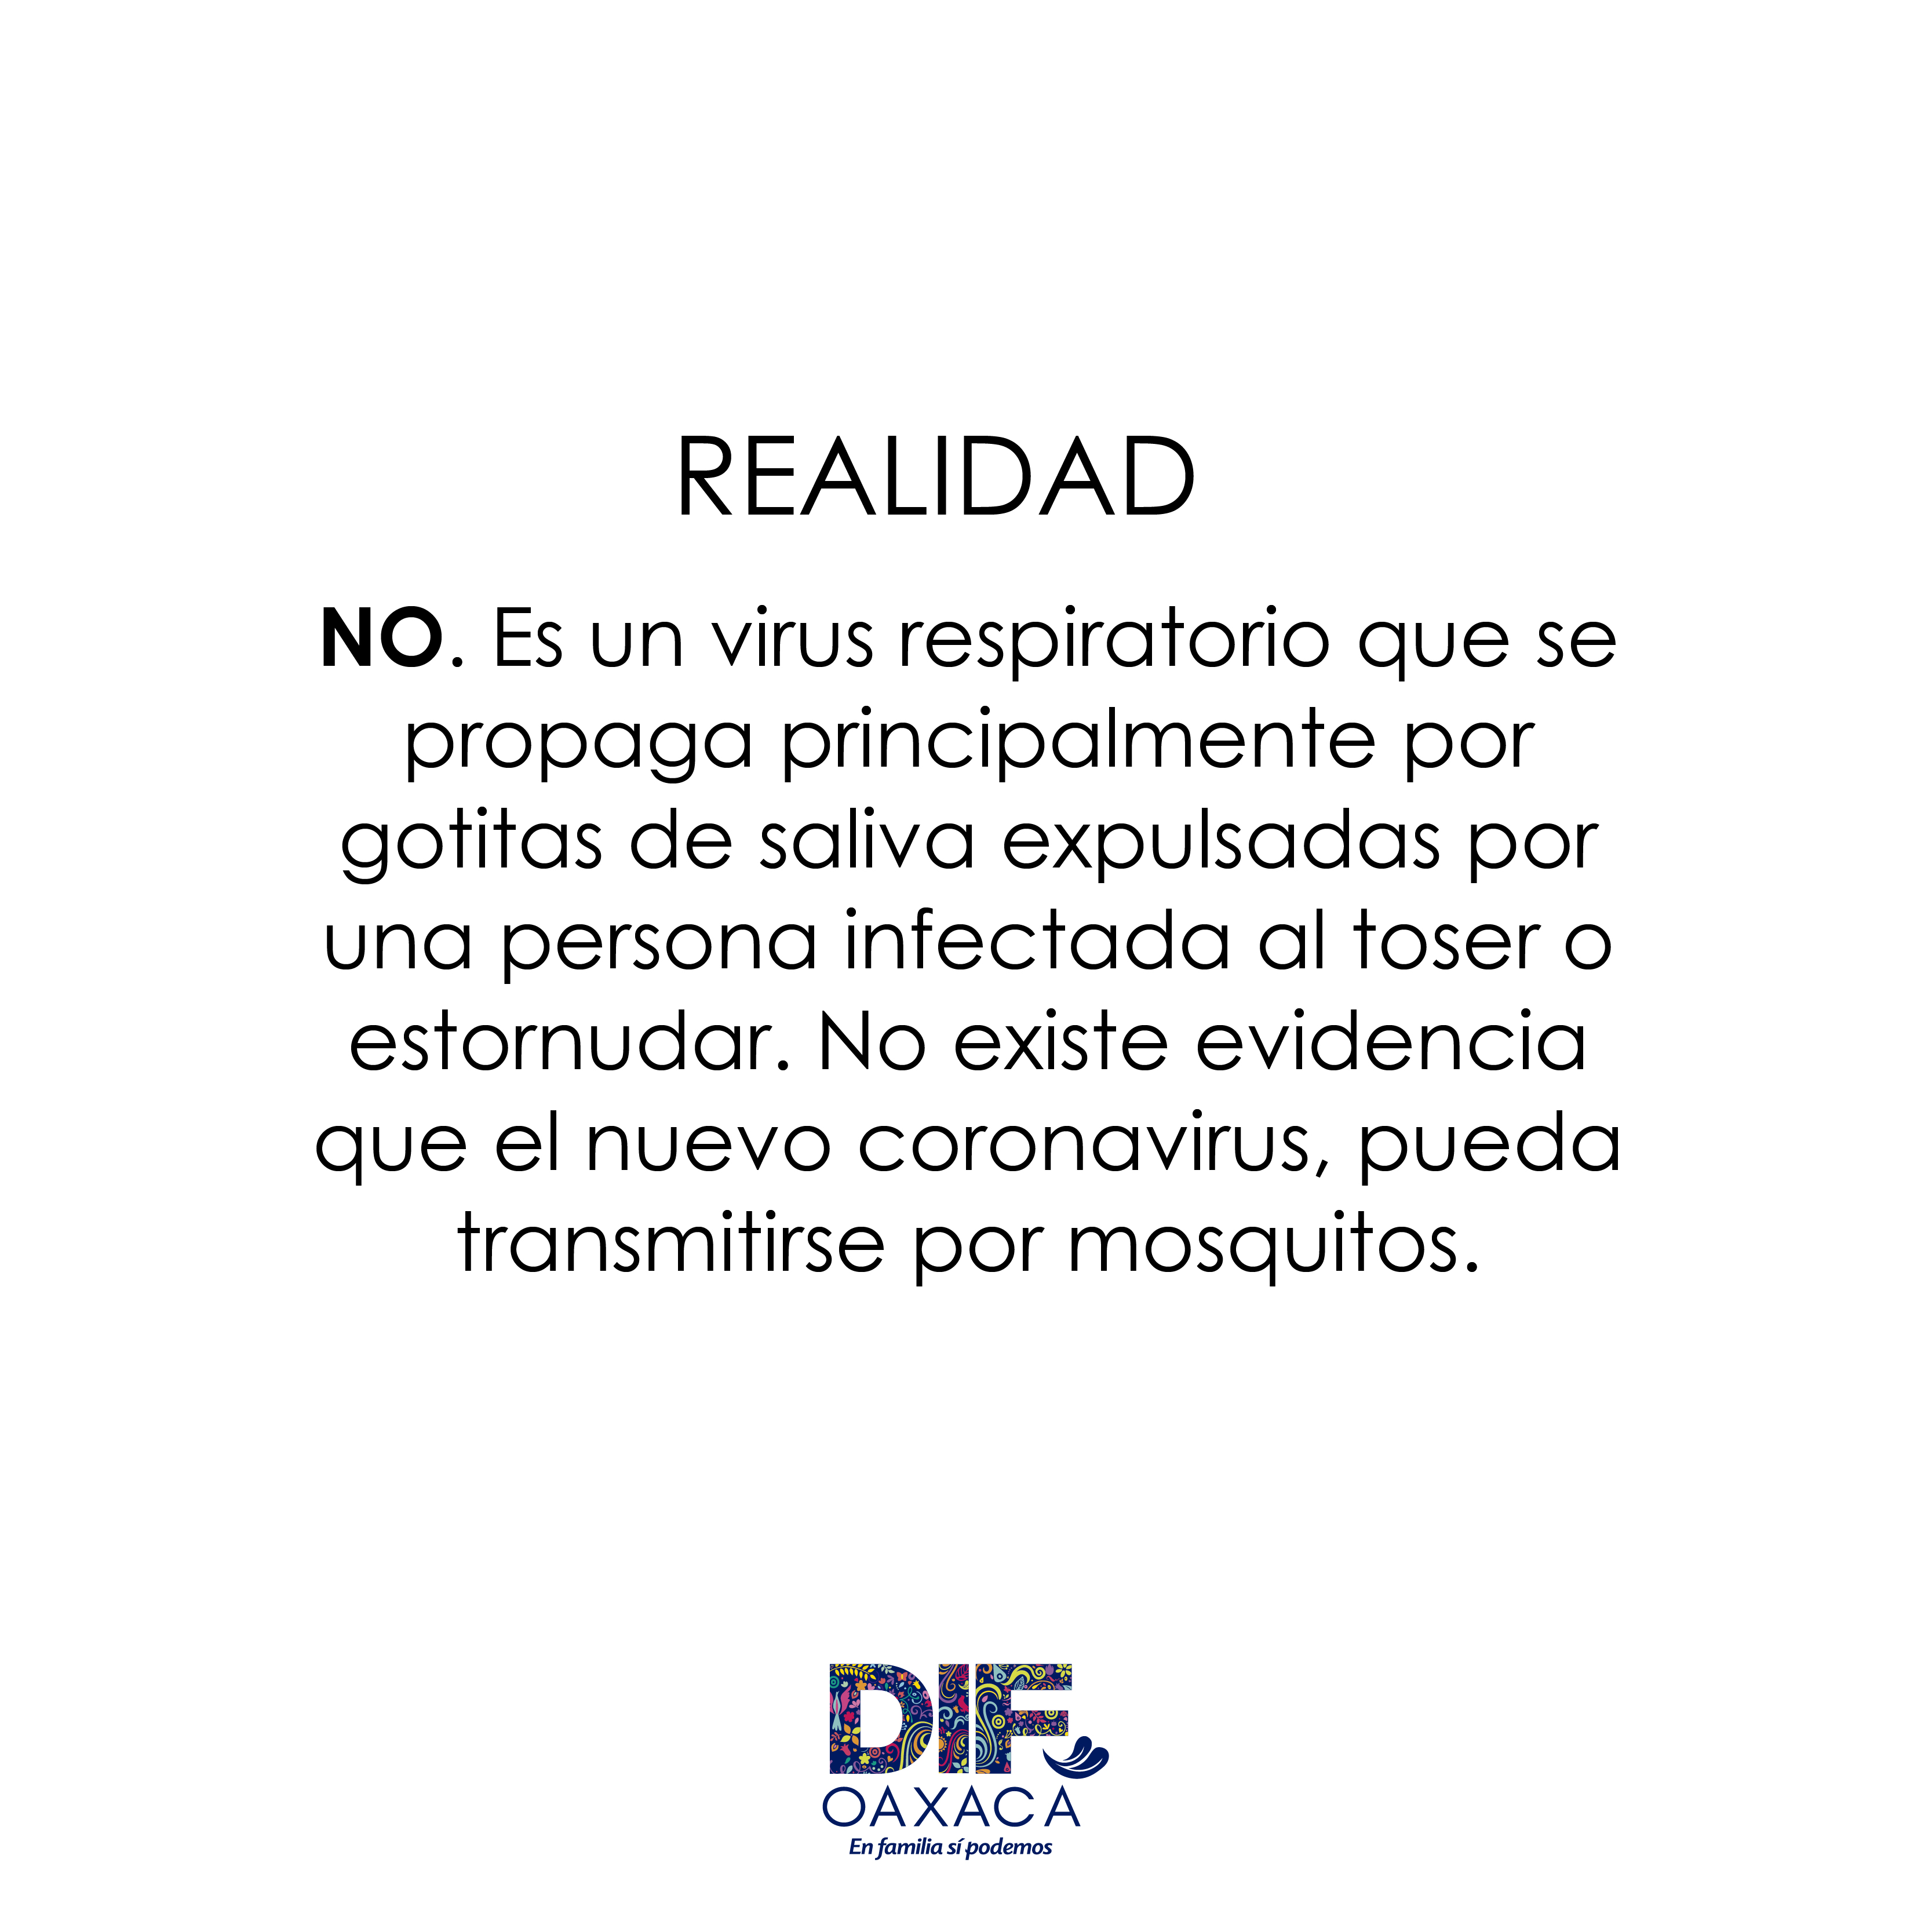 REALIDAD
NO. Es un virus respiratorio que se
propaga principalmente por
gotitas de saliva expulsadas por
una persona infectada al toser o
estornudar. No existe evidencia
que el nuevo coronavirus, pueda
transmitirse por mosquitos.
DIF
OAXACA
En familia sí podemos